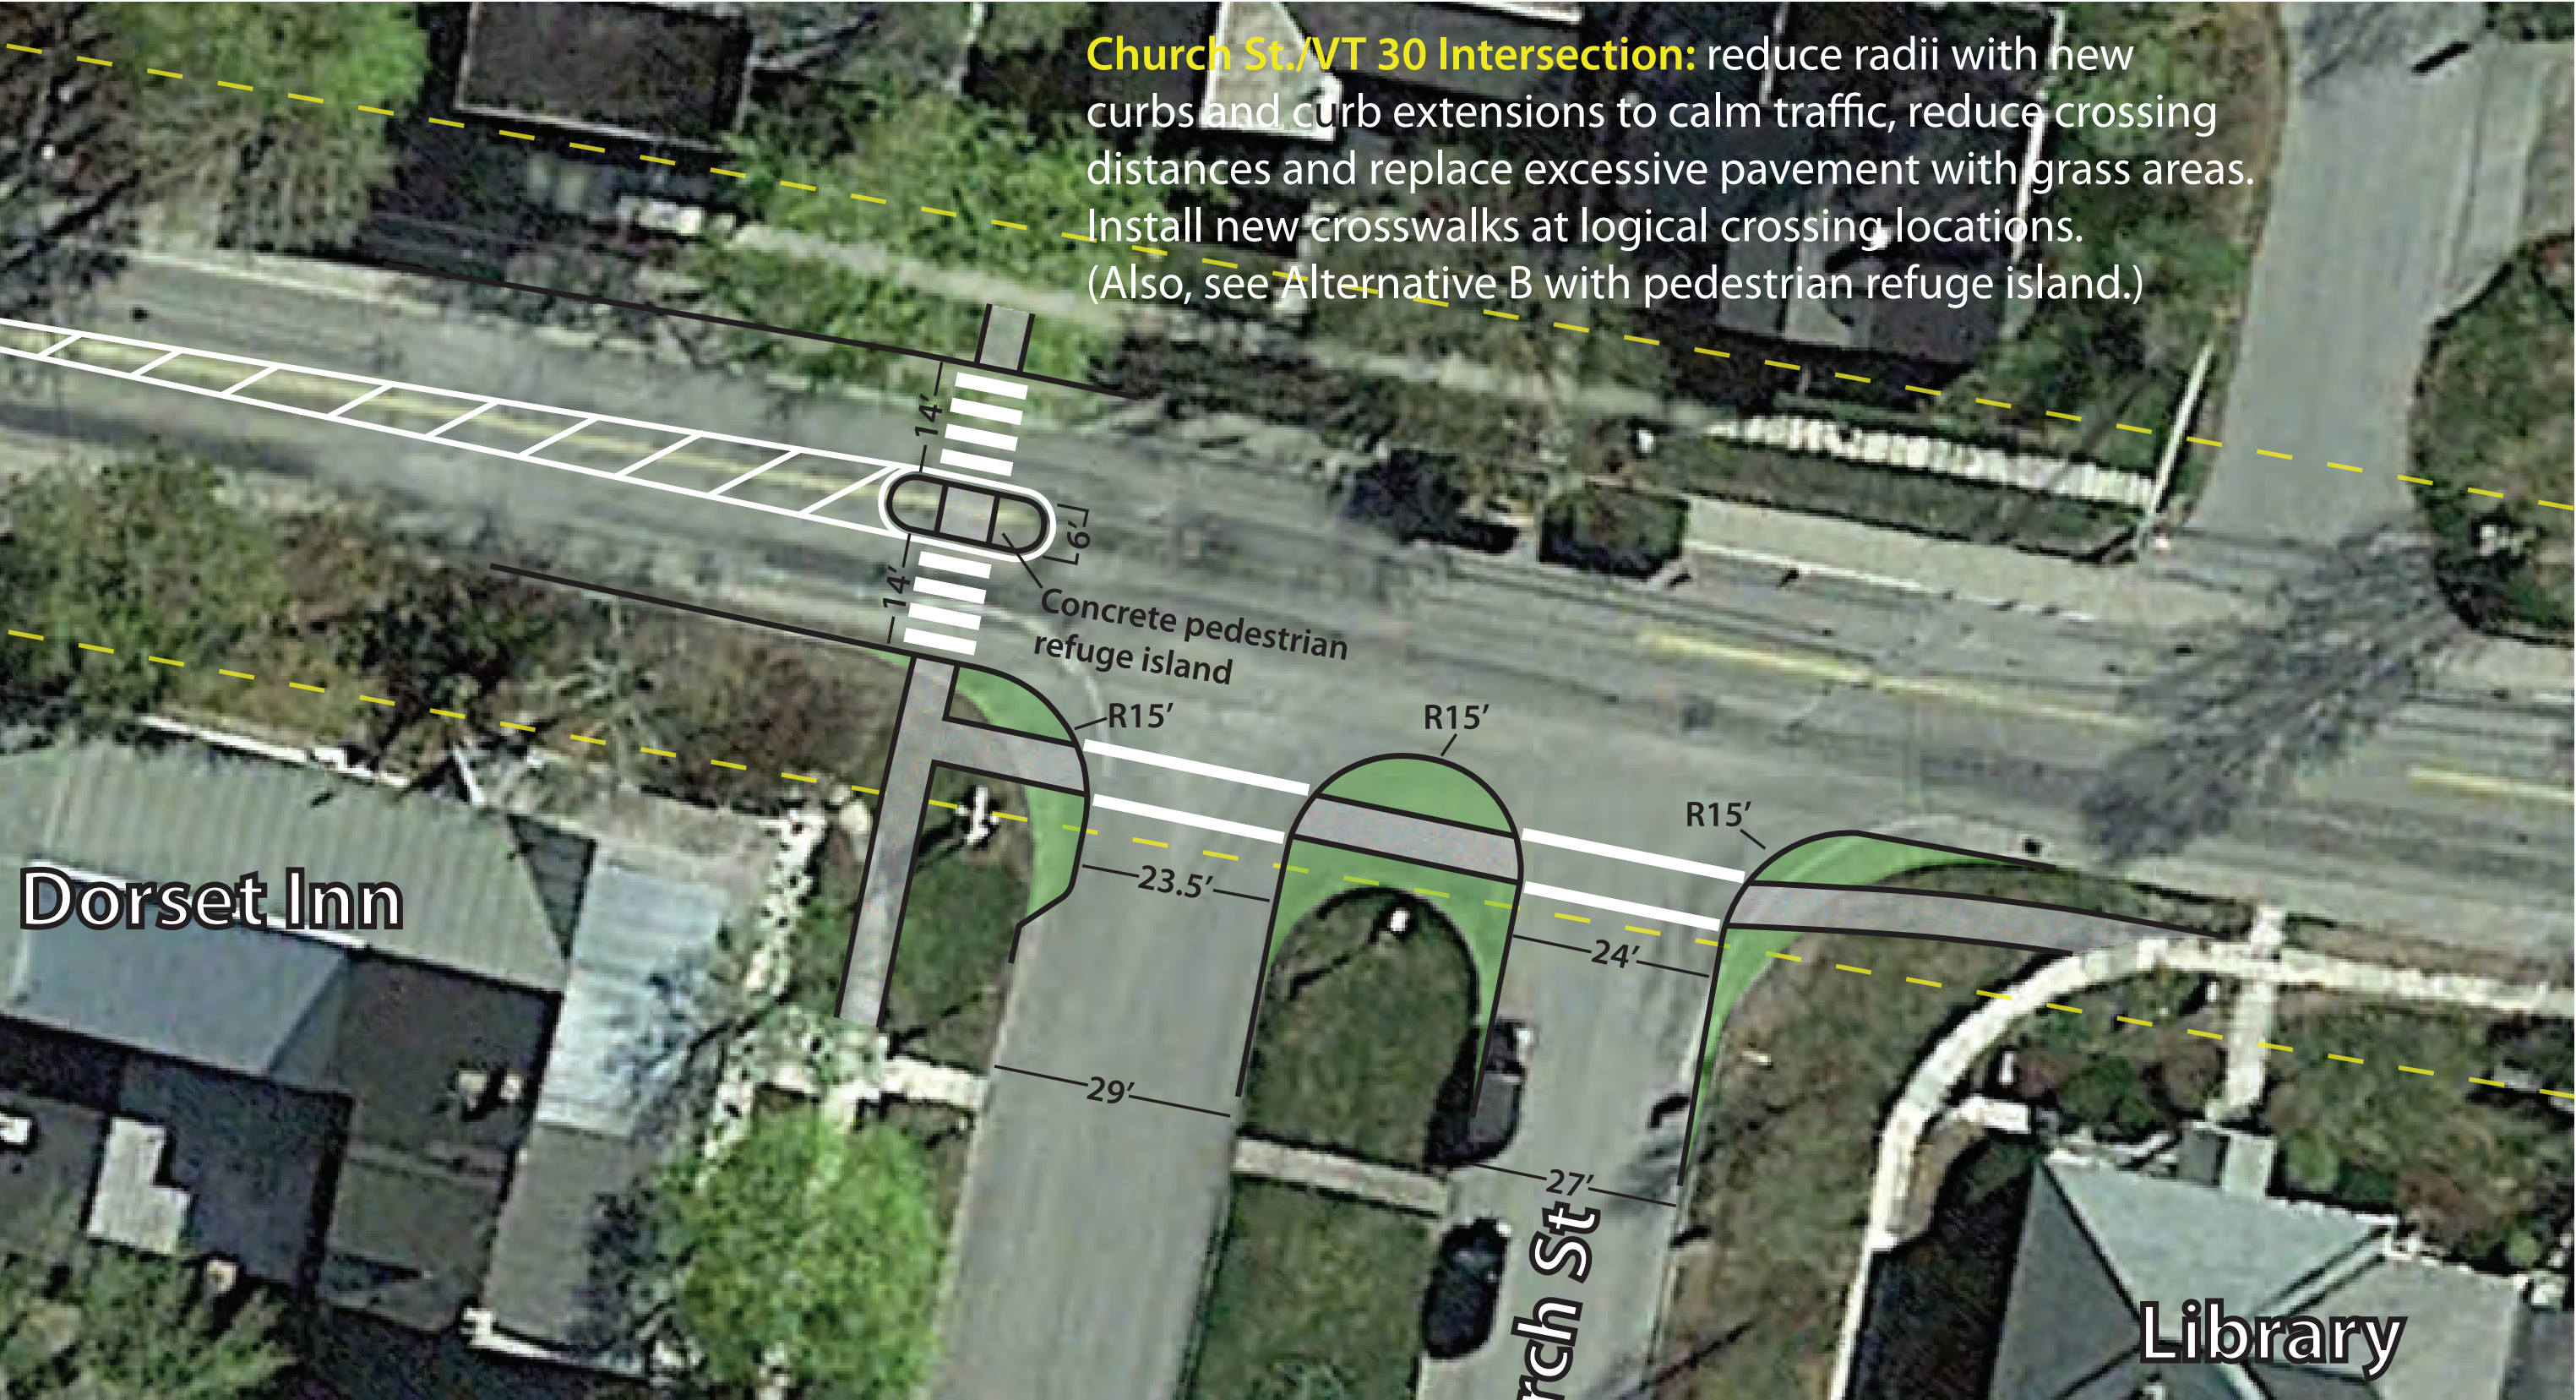 Church St./VT 30 Intersection: reduce radii with new
curbs and curb extensions to calm traffic, reduce crossing
distances and replace excessive pavement with grass areas.
Install new crosswalks at logical crossing locations.
(Also, see Alternative B with pedestrian refuge island.)
14’
6’
14’
Concrete pedestrian
refuge island
R15’
R15’
R15’
23.5’
Dorset Inn
24’
29’
27’
rch St
Library